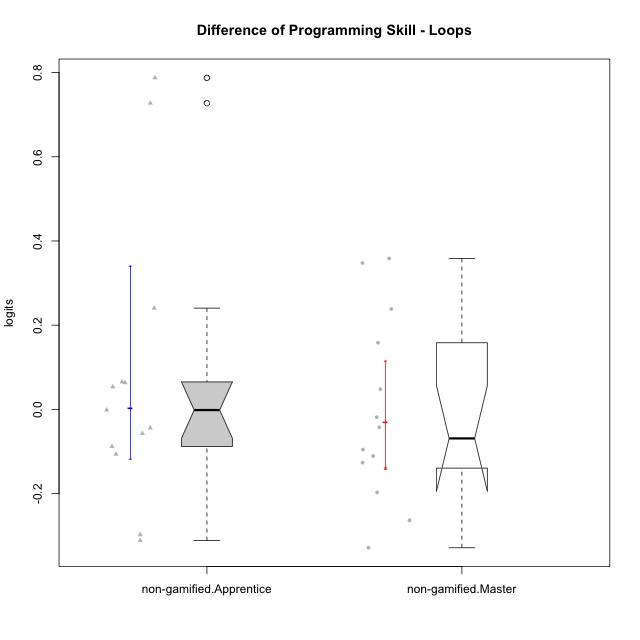 Difference of Programming Skill - Loops
logits
0.8
0.6
0.4
0.2
0.0
-0.2
non-gamified.Apprentice
non-gamified.Master